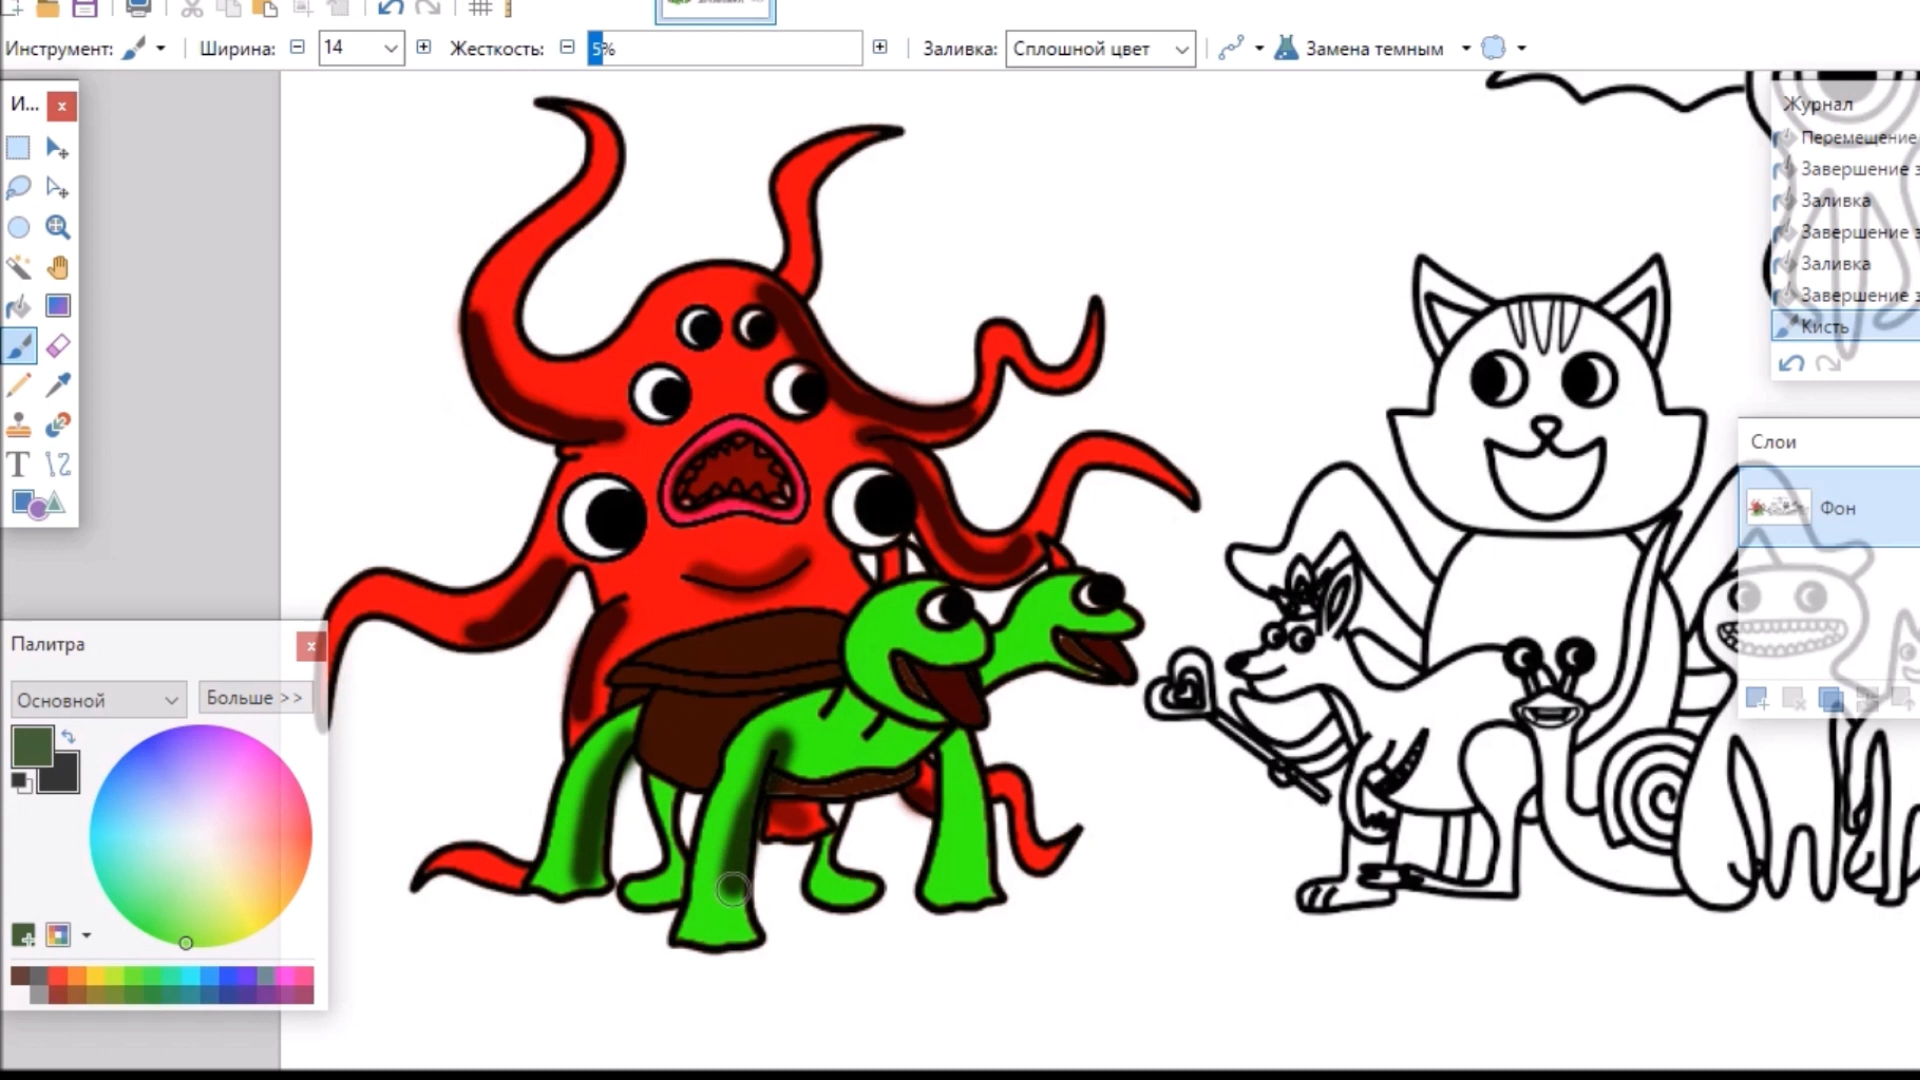 Инструмент: Ширина: 14 Жесткость: 5% Заливка: Сплошной цвет Замена темным
И...
Журнал
Перемещение
Завершение з
Заливка
Завершение з
Заливка
Завершение з
Кисть
Слои
Фон
Палитра
Основной Больше >>